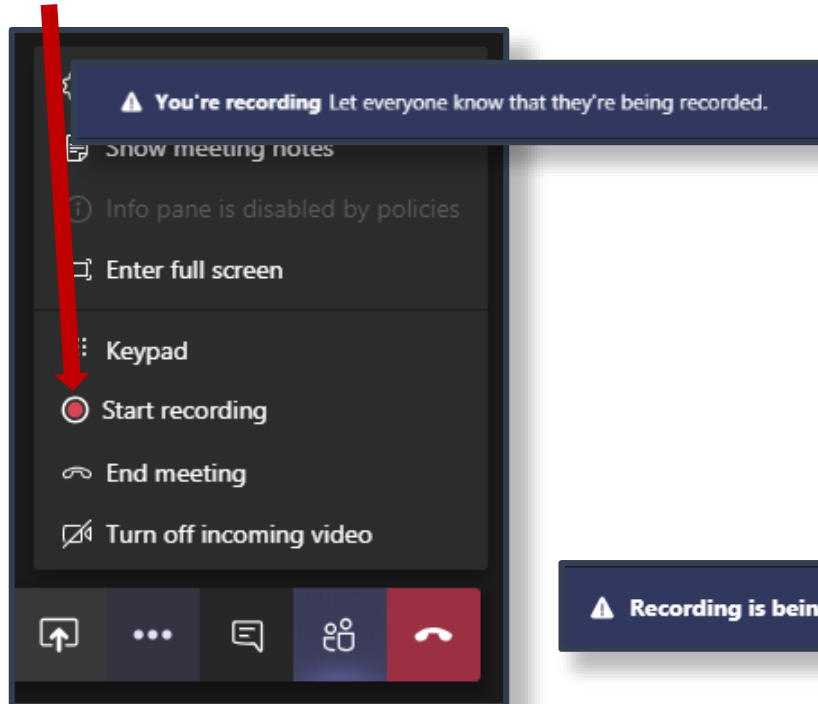 You're recording Let everyone know that they're being recorded.
Show meeting notes
Info pane is disabled by policies
Enter full screen
Keypad
Start recording
End meeting
Turn off incoming video
Recording is